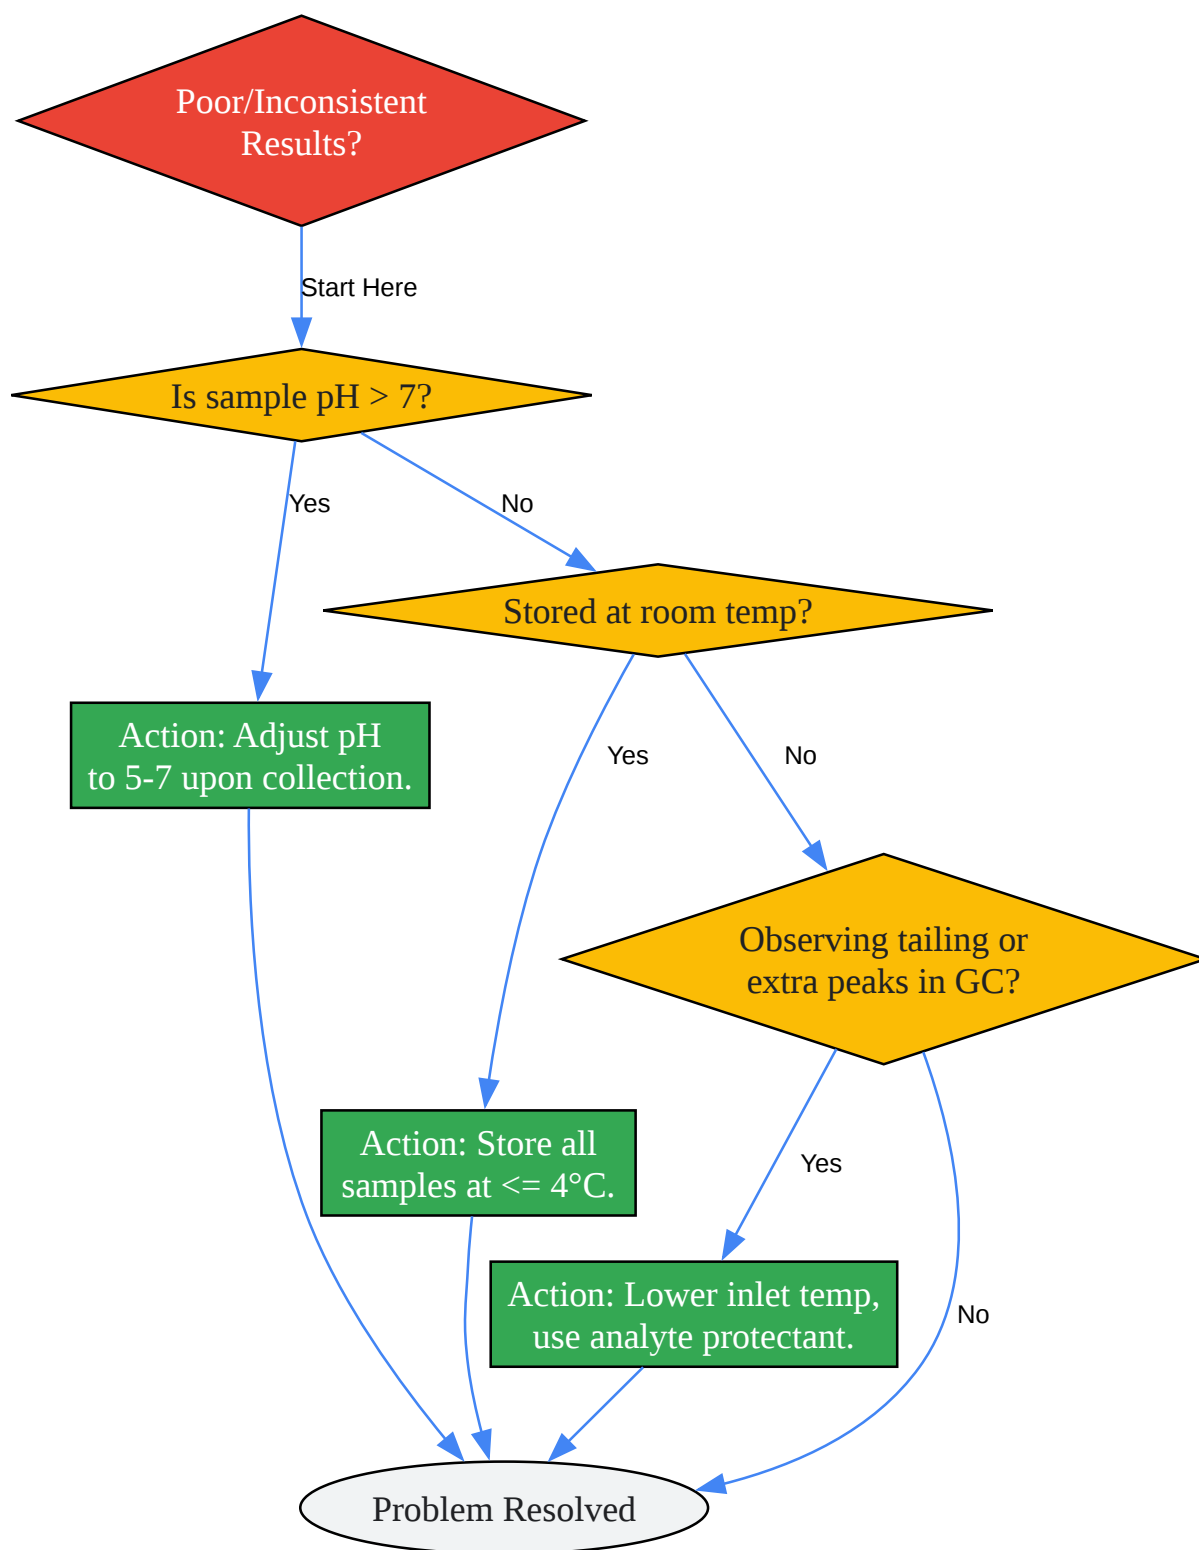 Poor/Inconsistent
Results?
Start Here
Is sample pH > 7?
Yes
No
Stored at room temp?
Action: Adjust pH
to 5-7 upon collection.
Yes
No
Observing tailing or
extra peaks in GC?
Action: Store all
samples at <= 4°C.
Yes
Action: Lower inlet temp,
use analyte protectant.
No
Problem Resolved